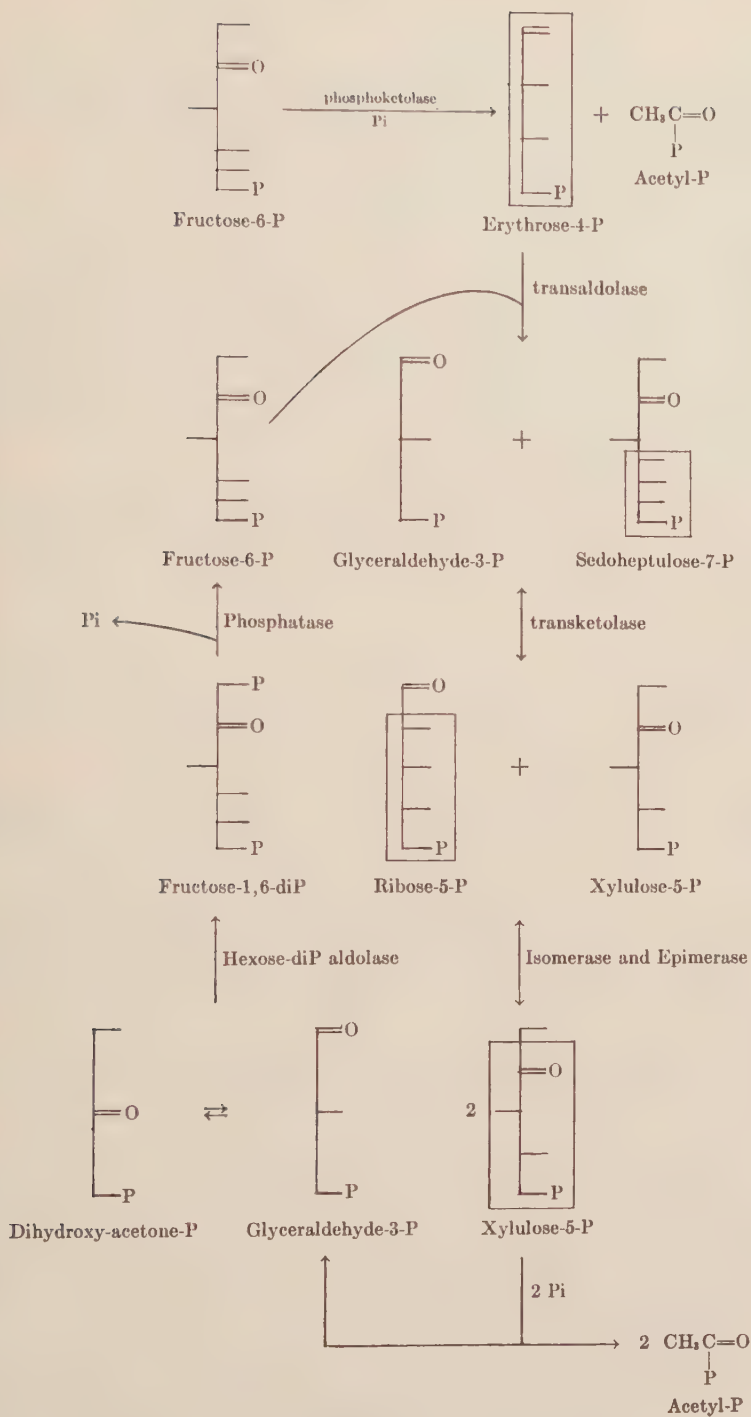 O
phosphoketolase
Pi
+ CH₃C=O
P
P
P
Acetyl-P
Fructose-6-P
Erythrose-4-P
transaldolase
O
O
O
+
P
P
P
Fructose-6-P
Glyceraldehyde-3-P
Sedoheptulose-7-P
Pi
Phosphatase
transketolase
P
O
O
O
+
P
P
P
Fructose-1,6-diP
Ribose-5-P
Xylulose-5-P
Hexose-diP aldolase
Isomerase and Epimerase
O
O
O
⇄
2
P
P
P
Dihydroxy-acetone-P
Glyceraldehyde-3-P
Xylulose-5-P
2 Pi
2 CH₃C=O
P
Acetyl-P